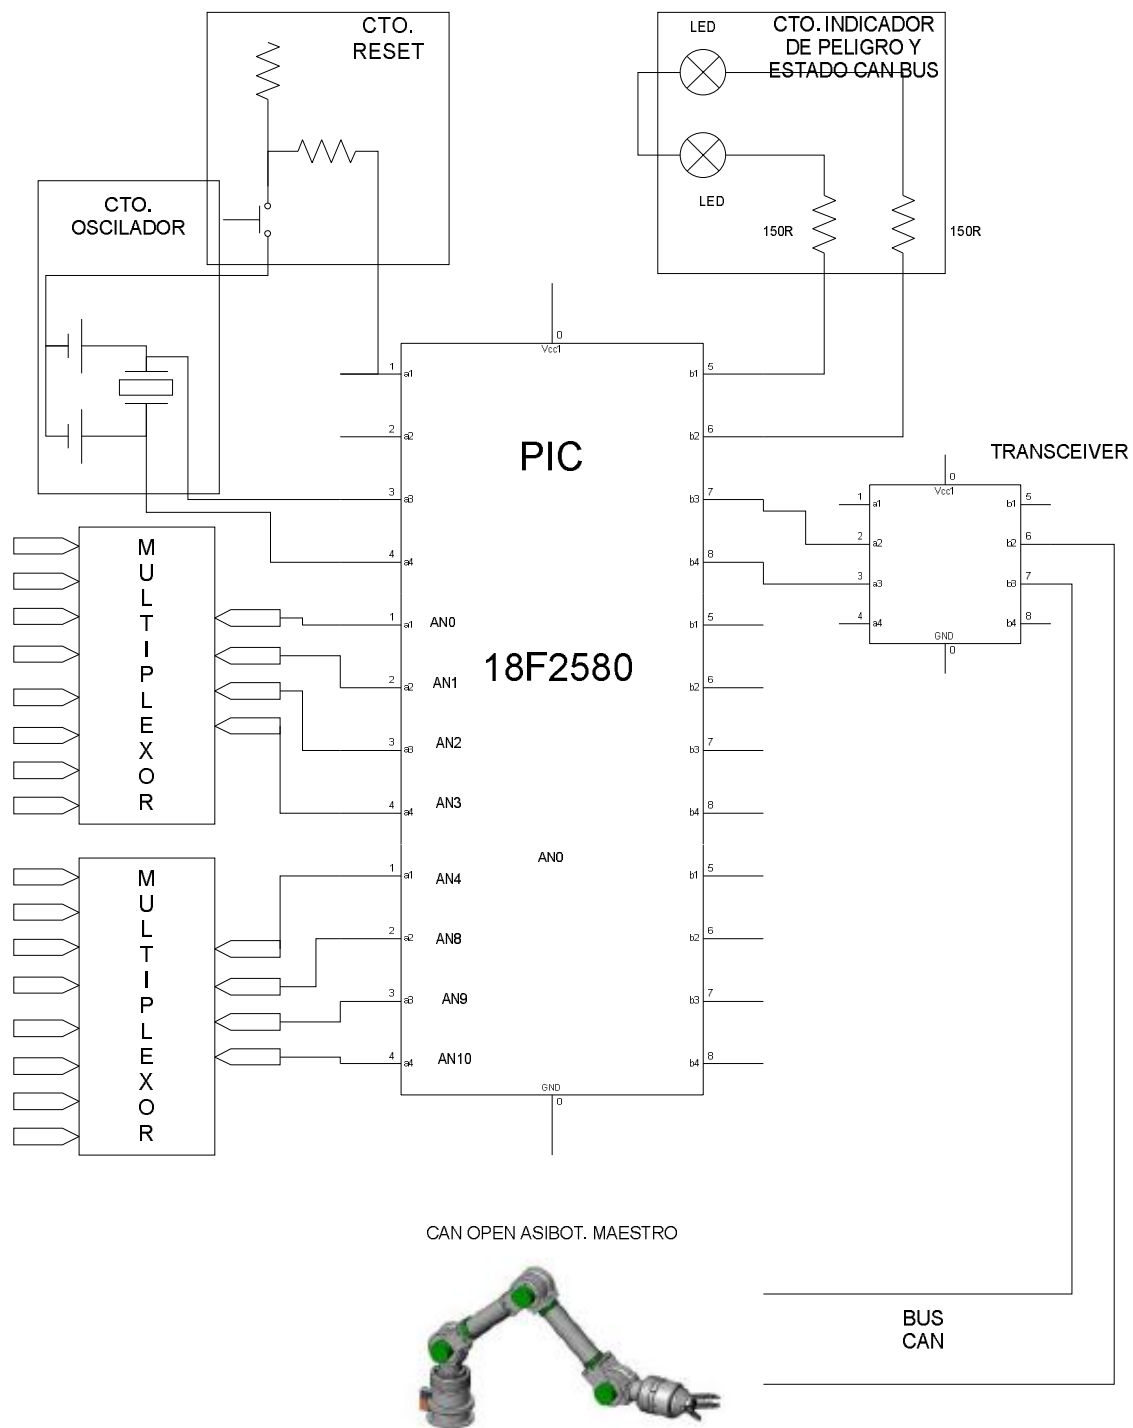 CTO.
RESET
LED
CTO. INDICADOR
DE PELIGRO Y
ESTADO CAN BUS
CTO.
OSCILADOR
LED
150R
150R
0
Vcc1
1
a1
b1
5
2
a2
b2
6
PIC
TRANSCEIVER
3
a3
b3
7
4
a4
b4
8
0
Vcc1
1
a1
b1
5
2
a2
b2
6
3
a3
b3
7
4
a4
b4
8
GND
0
MULTIPLEXOR
1
a1
AN0
b1
5
18F2580
2
a2
AN1
b2
6
3
a3
AN2
b3
7
4
a4
AN3
b4
8
AN0
MULTIPLEXOR
1
a1
AN4
b1
5
2
a2
AN8
b2
6
3
a3
AN9
b3
7
4
a4
AN10
b4
8
GND
0
CAN OPEN ASIBOT. MAESTRO
BUS
CAN